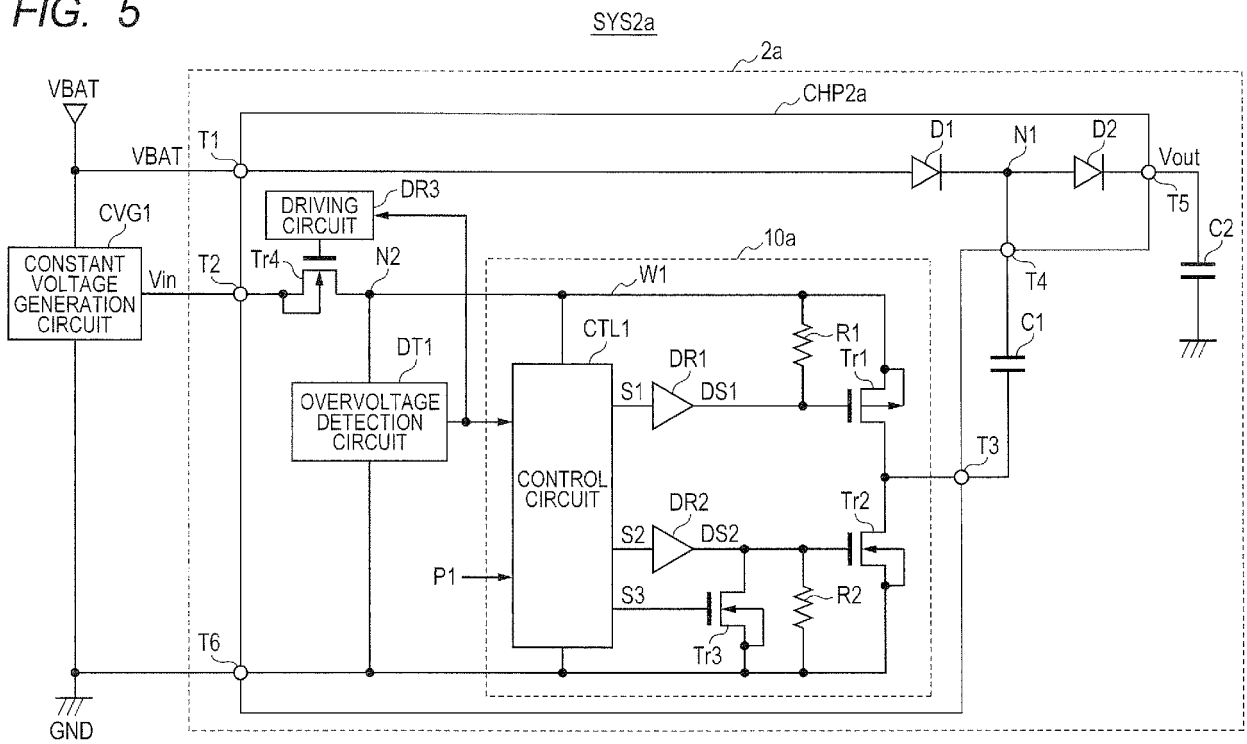 FIG. 5
SYS2a
2a
VBAT
CHP2a
T1
VBAT
D1
N1
D2
Vout
T5
CVG1
DRIVING
CIRCUIT
DR3
C2
CONSTANT
VOLTAGE
GENERATION
CIRCUIT
Vin
T2
Tr4
N2
10a
T4
W1
CTL1
R1
C1
DT1
DR1
Tr1
OVERVOLTAGE
DETECTION
CIRCUIT
S1
DS1
CONTROL
CIRCUIT
T3
DR2
Tr2
S2
DS2
P1
S3
R2
Tr3
T6
GND